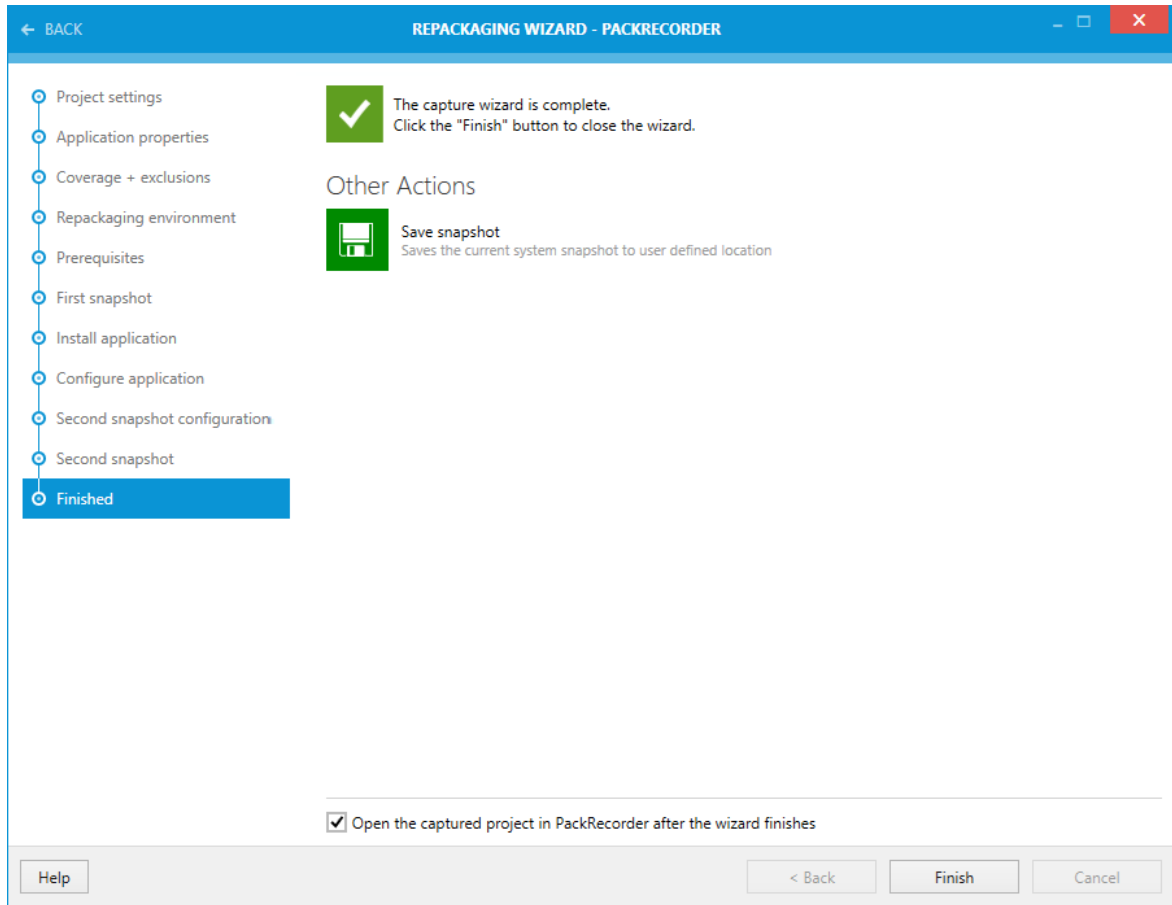 ← BACK
REPACKAGING WIZARD - PACKRECORDER
Project settings
Application properties
Coverage + exclusions
Repackaging environment
Prerequisites
First snapshot
Install application
Configure application
Second snapshot configuration
Second snapshot
Finished
The capture wizard is complete.
Click the "Finish" button to close the wizard.
Other Actions
Save snapshot
Saves the current system snapshot to user defined location
Open the captured project in PackRecorder after the wizard finishes
Help
< Back
Finish
Cancel